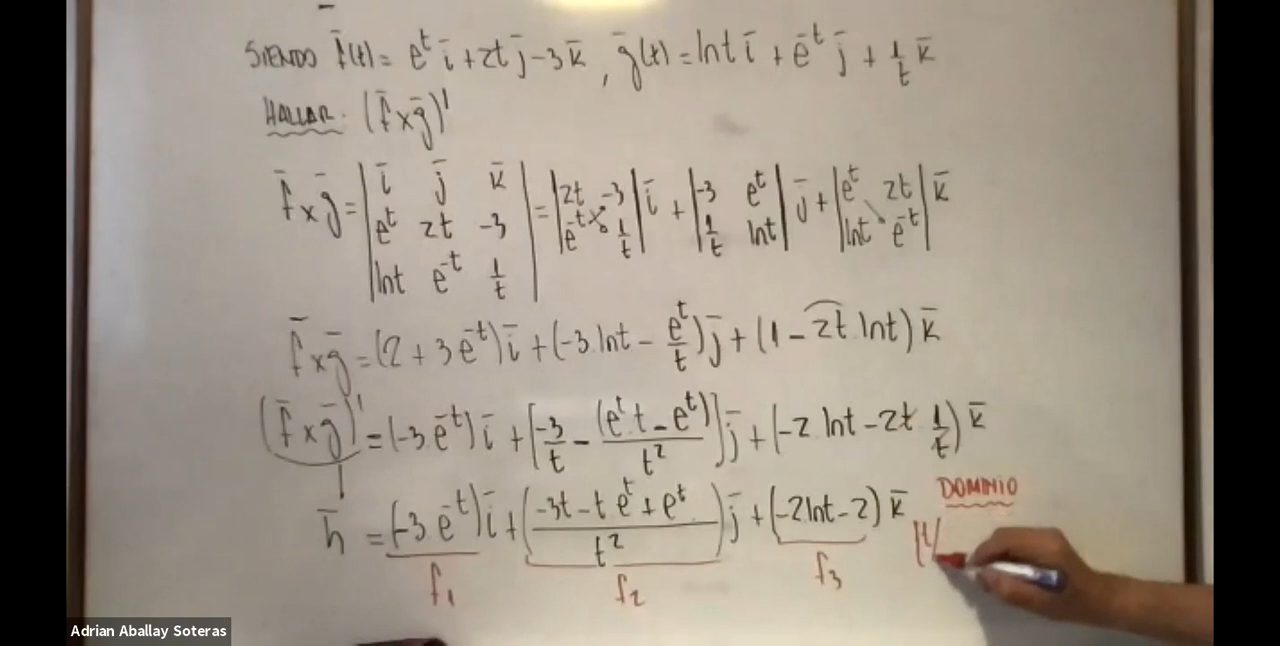 SIENDO f̄(t) = e^t ī + 2t j̄ - 3 k̄ , ḡ(t) = ln t ī + e^-t j̄ + 1/t k̄
HALLAR: (f̄ x ḡ)'
f̄ x ḡ = | ī j̄ k̄ | = | 2t -3 | ī + | -3 e^t | j̄ + | e^t 2t | k̄
| e^t 2t -3 | | e^-t 1/t | | 1/t ln t | | ln t e^-t |
| ln t e^-t 1/t |
f̄ x ḡ = (2 + 3 e^-t) ī + (-3. ln t - e^t/t) j̄ + (1 - 2t. ln t) k̄
(f̄ x ḡ)' = (-3. e^-t) ī + [-3/t - (e^t t - e^t)/t²] j̄ + (-2 ln t - 2t 1/t) k̄
DOMINIO
h̄ = (-3 e^-t) ī + ((-3t - t e^t + e^t)/t²) j̄ + (-2 ln t - 2) k̄
{t/
f₁ f₂ f₃
Adrian Aballay Soteras